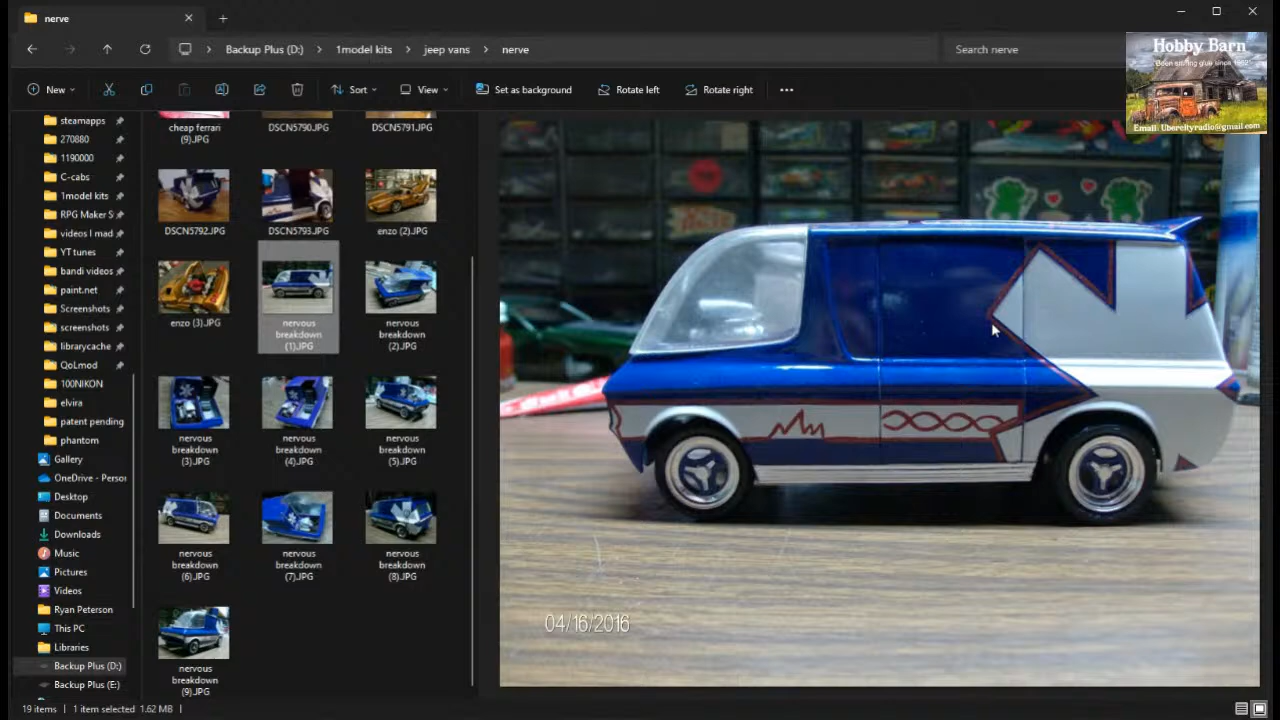 nerve
Backup Plus (D:)
1model kits
jeep vans
nerve
Search nerve
Hobby Barn
Email: Ubercityradio@gmail.com
New
Sort
View
Set as background
Rotate left
Rotate right
steamapps
270880
1190000
C-cabs
1model kits
RPG Maker S
videos I mad
YT tunes
bandi videos
paint.net
Screenshots
screenshots
librarycache
QoLmod
100NIKON
elvira
patent pending
phantom
Gallery
OneDrive - Persor
Desktop
Documents
Downloads
Music
Pictures
Videos
Ryan Peterson
This PC
Libraries
Backup Plus (D:)
Backup Plus (E:)
cheap ferrari
(9).JPG
DSCN5790.JPG
DSCN5791.JPG
DSCN5792.JPG
DSCN5793.JPG
enzo (2).JPG
enzo (3).JPG
nervous
breakdown
(1).JPG
nervous
breakdown
(2).JPG
nervous
breakdown
(3).JPG
nervous
breakdown
(4).JPG
nervous
breakdown
(5).JPG
nervous
breakdown
(6).JPG
nervous
breakdown
(7).JPG
nervous
breakdown
(8).JPG
nervous
breakdown
(9).JPG
04/16/2016
19 items
1 item selected 1.62 MB